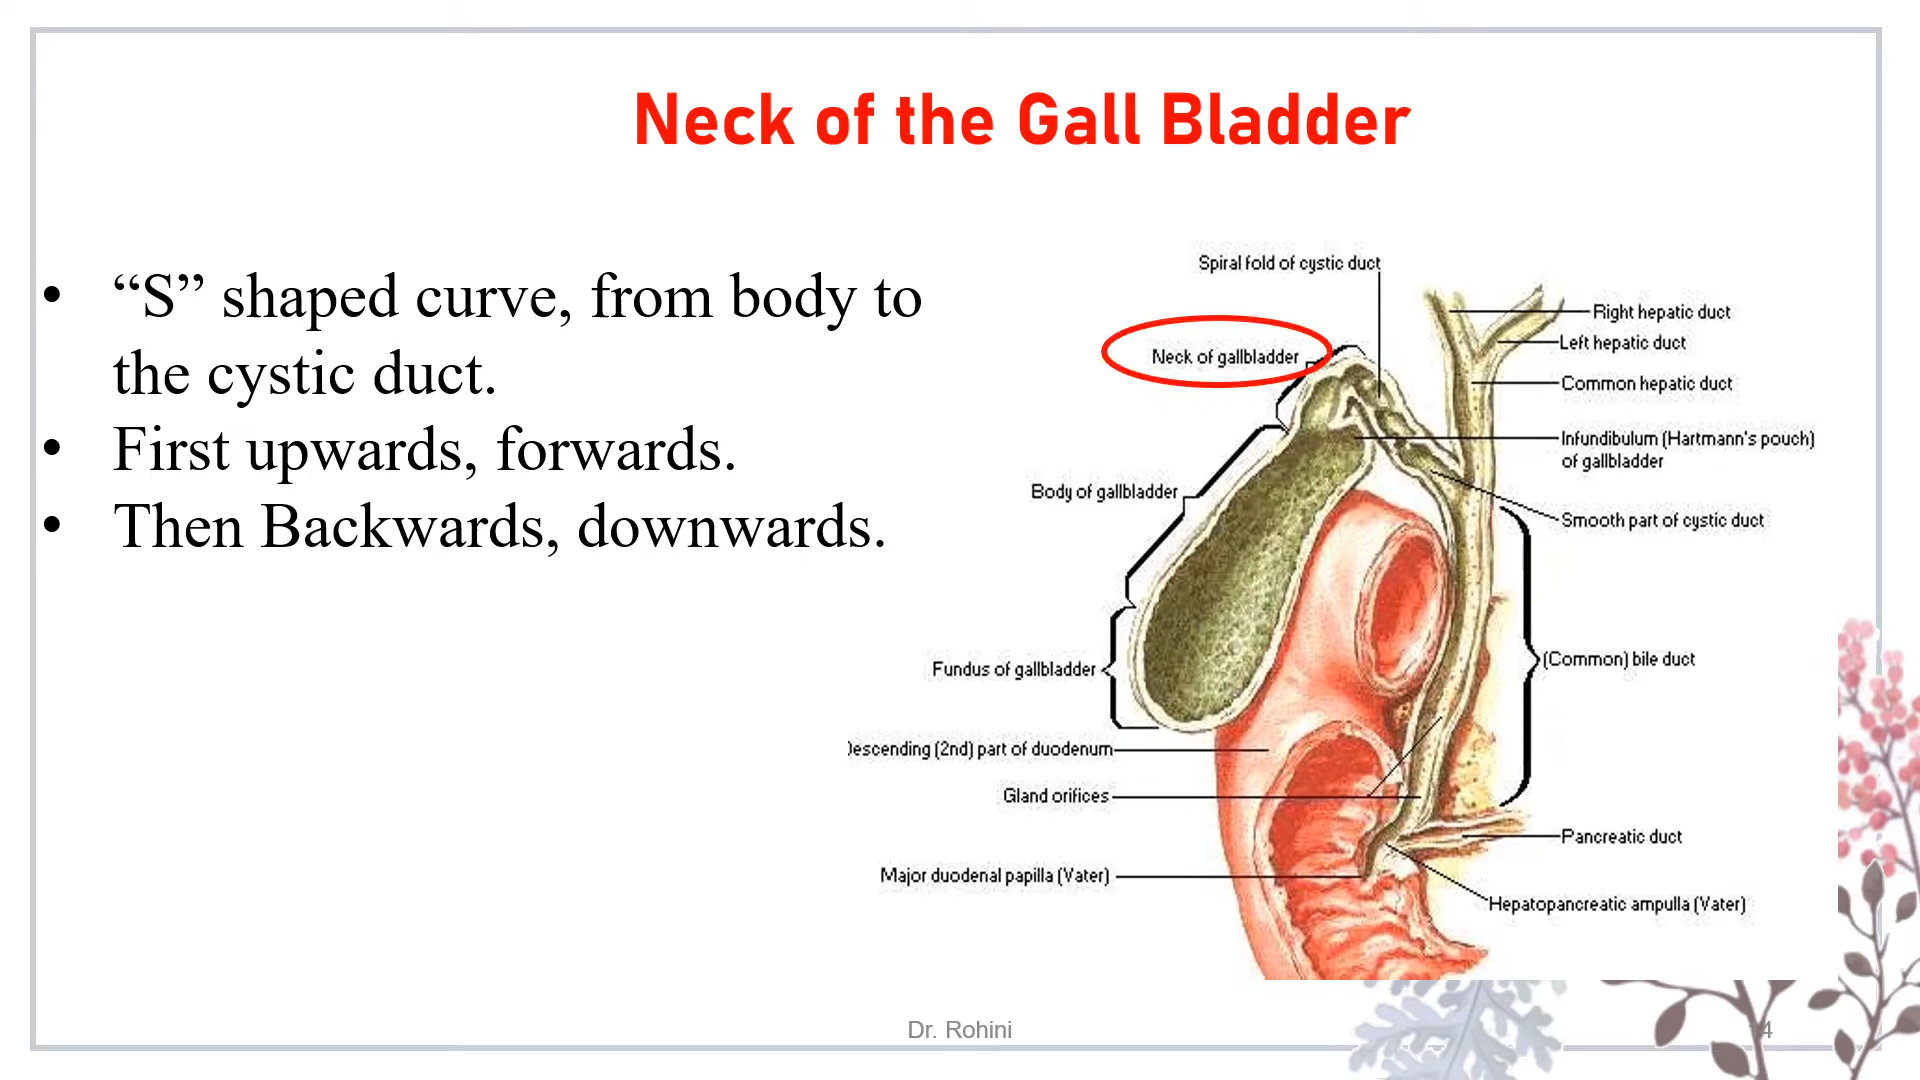 Neck of the Gall Bladder
• “S” shaped curve, from body to
the cystic duct.
• First upwards, forwards.
• Then Backwards, downwards.
Spiral fold of cystic duct
Neck of gallbladder
Body of gallbladder
Fundus of gallbladder
Descending (2nd) part of duodenum
Gland orifices
Major duodenal papilla (Vater)
Right hepatic duct
Left hepatic duct
Common hepatic duct
Infundibulum (Hartmann's pouch)
of gallbladder
Smooth part of cystic duct
(Common) bile duct
Pancreatic duct
Hepatopancreatic ampulla (Vater)
Dr. Rohini